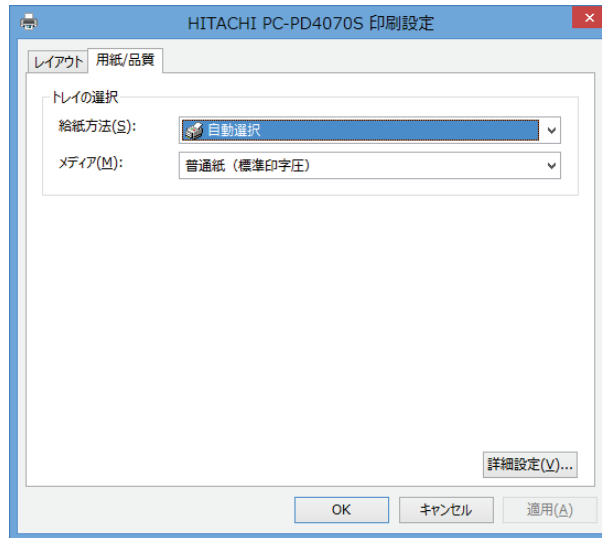 HITACHI PC-PD4070S 印刷設定
レイアウト 用紙/品質
トレイの選択
給紙方法(S): 自動選択
メディア(M): 普通紙（標準印字圧）
詳細設定(V)...
OK キャンセル 適用(A)